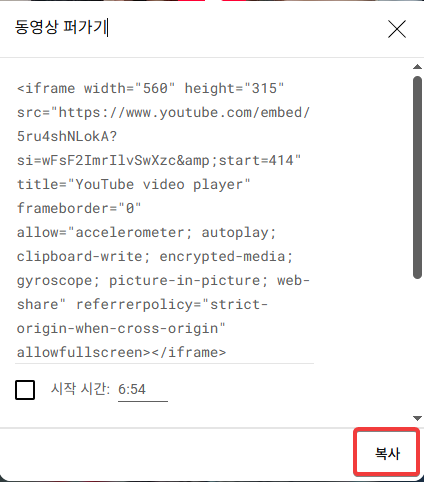 동영상 퍼가기
<iframe width="560" height="315"
src="https://www.youtube.com/embed/
5ru4shNLokA?
si=wFsF2ImrIlvSwXzc&amp;start=414"
title="YouTube video player"
frameborder="0"
allow="accelerometer; autoplay;
clipboard-write; encrypted-media;
gyroscope; picture-in-picture; web-
share" referrerpolicy="strict-
origin-when-cross-origin"
allowfullscreen></iframe>
시작 시간: 6:54
복사